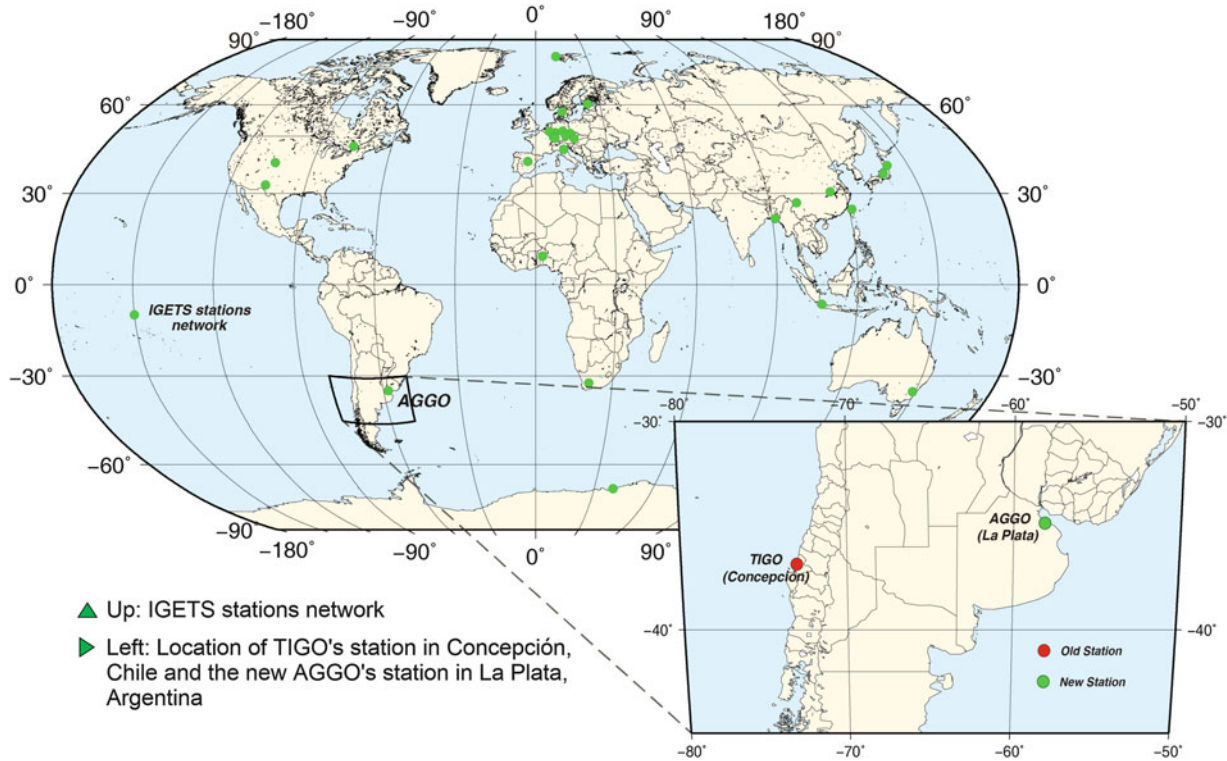 −180° −90° 0° 90° 180°
90° 90°
60° 60°
30° 30°
0° 0°
−30° −30°
−60°
−90°
−180° −90° 0° 90°
IGETS stations
network
AGGO
−80° −70° −60° −50°
−30° −30°
AGGO
(La Plata)
TIGO
(Concepción)
−40° −40°
Old Station
New Station
−80° −70° −60° −50°
Up: IGETS stations network
Left: Location of TIGO's station in Concepción,
Chile and the new AGGO's station in La Plata,
Argentina